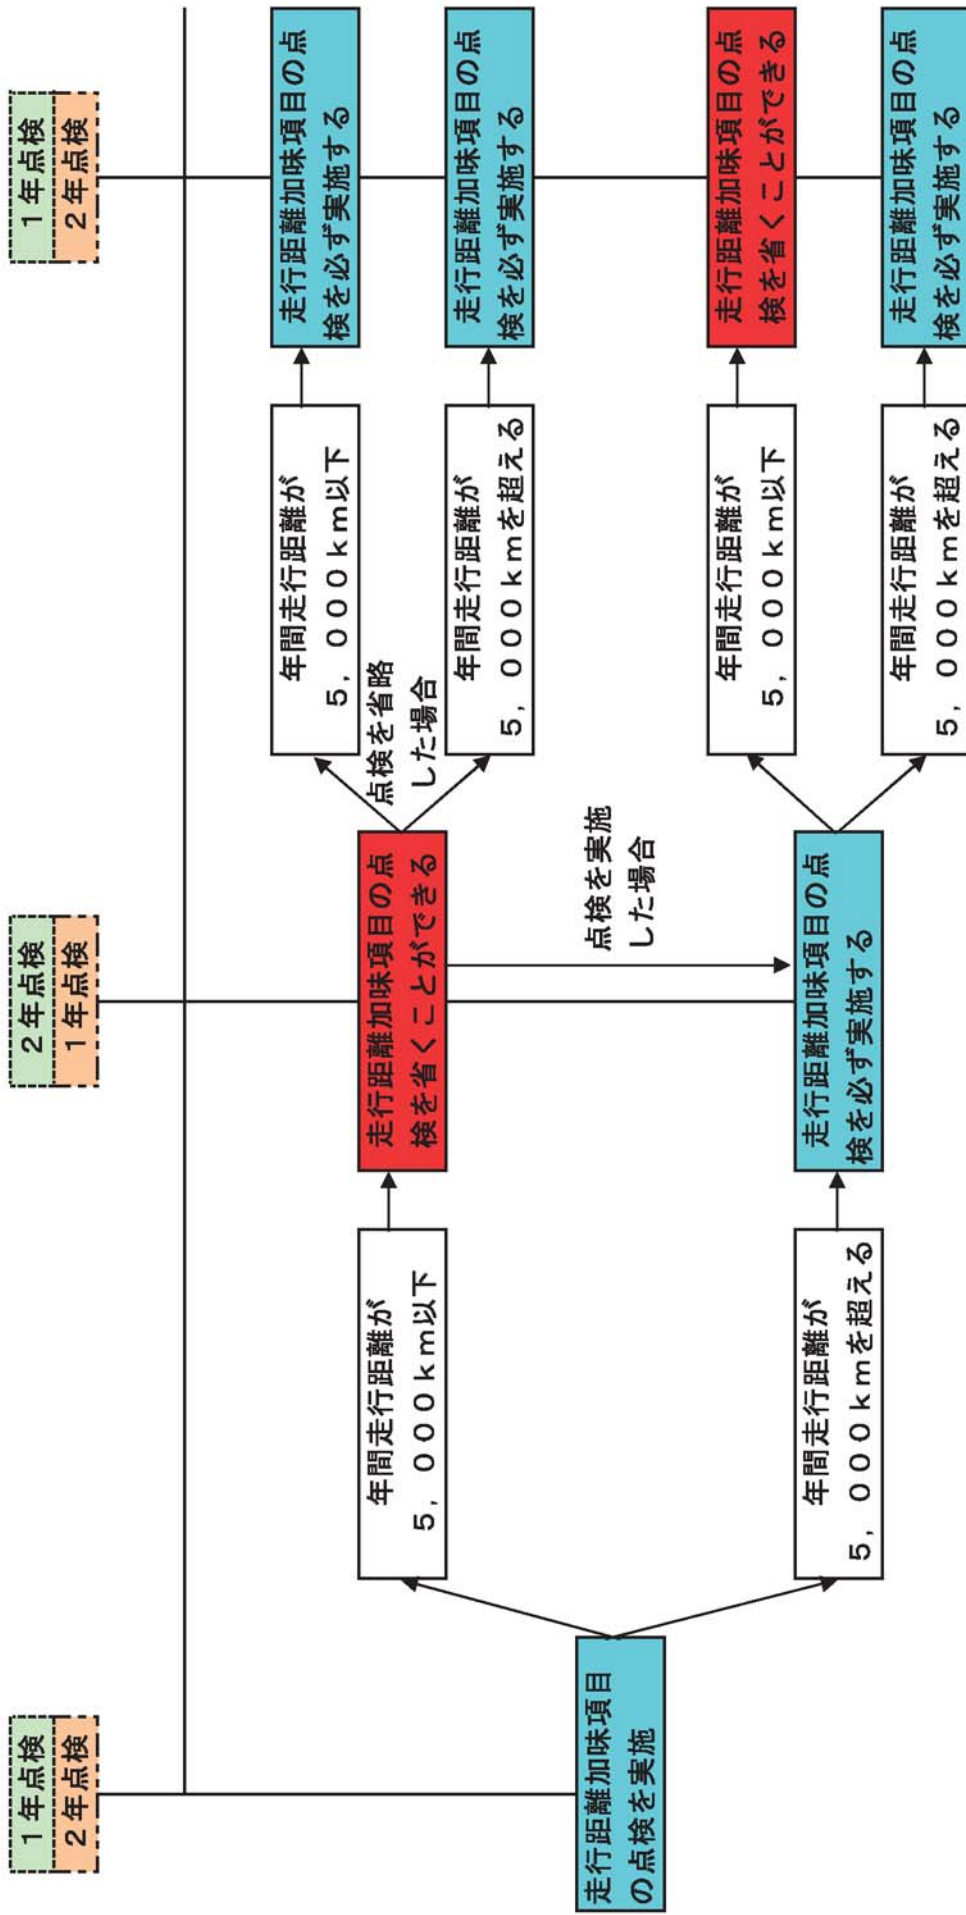 1年点検
2年点検
2年点検
1年点検
1年点検
2年点検
走行距離加味項目
の点検を実施
年間走行距離が
5,000km以下
走行距離加味項目の点
検を省くことができる
点検を省略
した場合
年間走行距離が
5,000km以下
走行距離加味項目の点
検を必ず実施する
年間走行距離が
5,000kmを超える
走行距離加味項目の点
検を必ず実施する
点検を実施
した場合
年間走行距離が
5,000kmを超える
走行距離加味項目の点
検を必ず実施する
年間走行距離が
5,000km以下
走行距離加味項目の点
検を省くことができる
年間走行距離が
5,000kmを超える
走行距離加味項目の点
検を必ず実施する